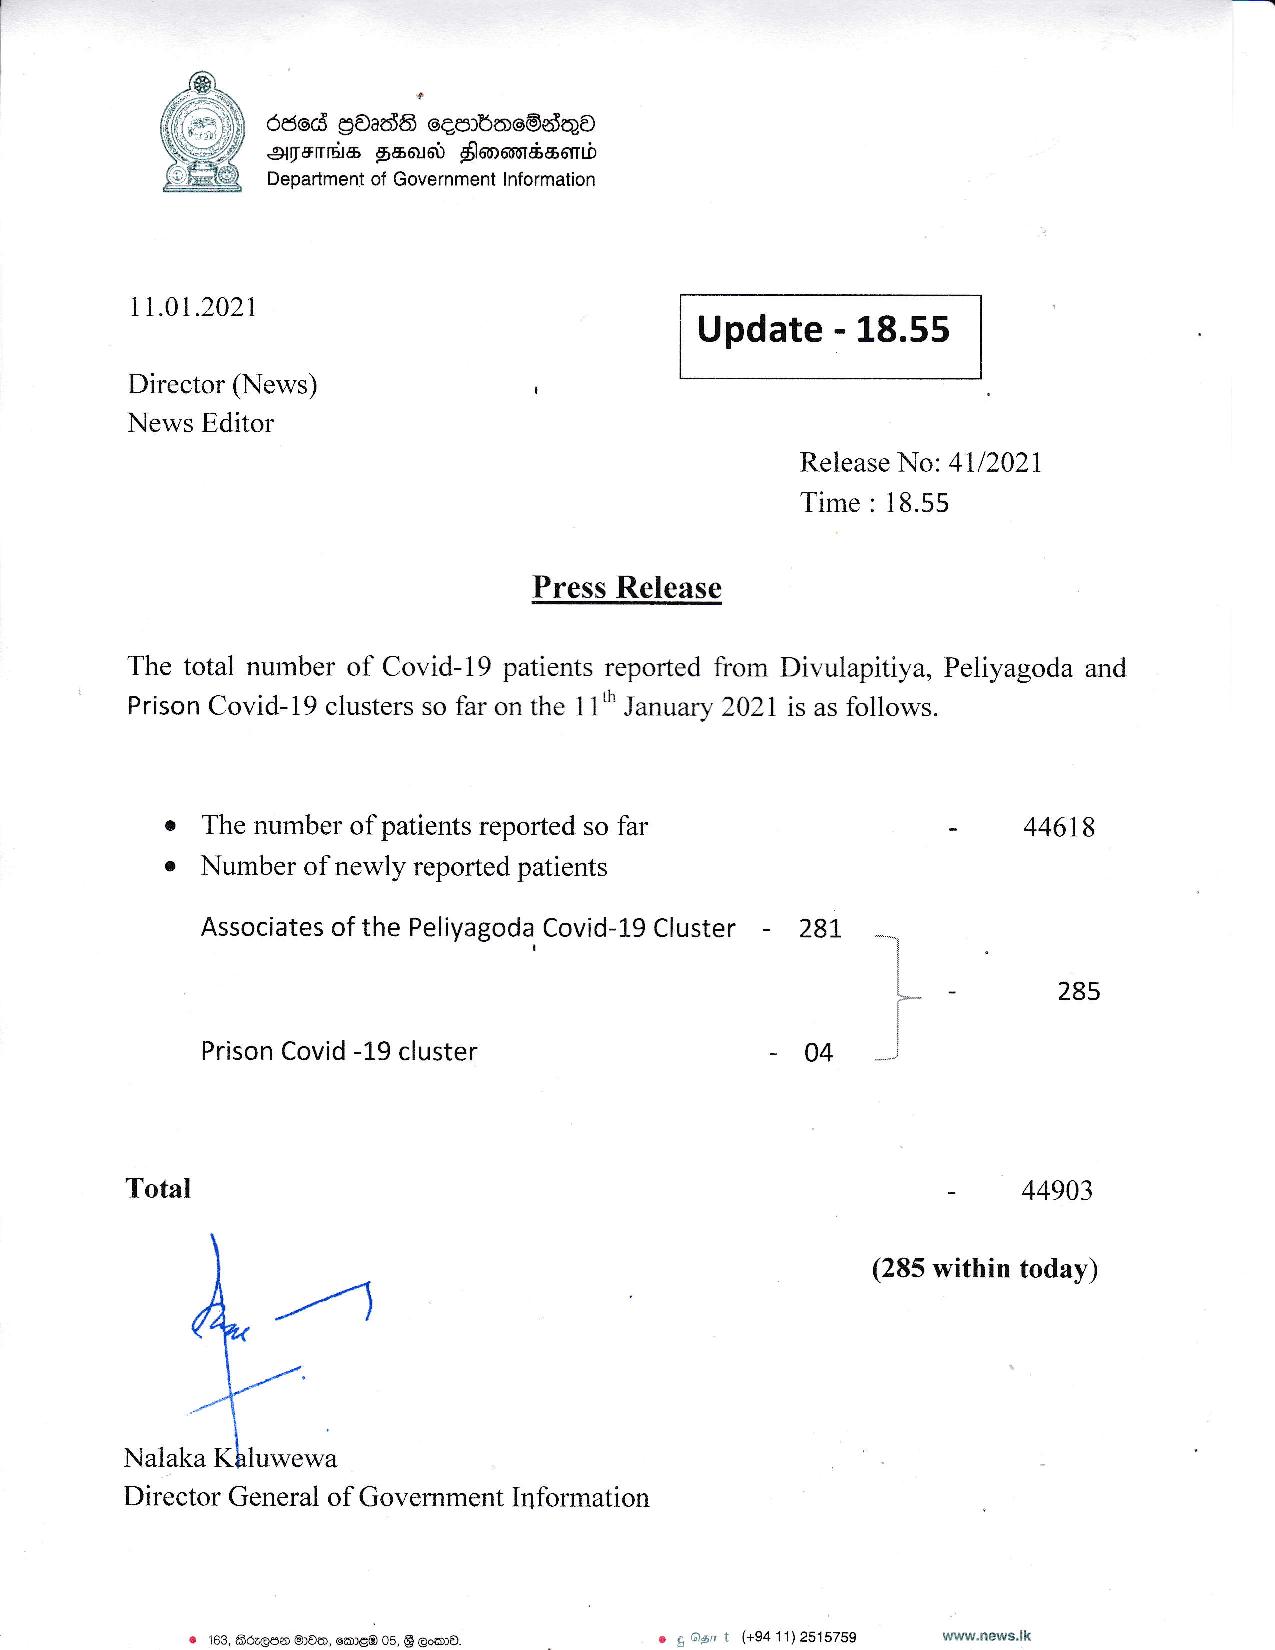 රජයේ ප්‍රවෘත්ති දෙපාර්තමේන්තුව
அரசாங்க தகவல் திணைக்களம்
Department of Government Information
11.01.2021
Update - 18.55
Director (News)
News Editor
Release No: 41/2021
Time : 18.55
Press Release
The total number of Covid-19 patients reported from Divulapitiya, Peliyagoda and
Prison Covid-19 clusters so far on the 11th January 2021 is as follows.
• The number of patients reported so far - 44618
• Number of newly reported patients
Associates of the Peliyagoda Covid-19 Cluster - 281
- 285
Prison Covid -19 cluster - 04
Total - 44903
(285 within today)
Nalaka Kaluwewa
Director General of Government Information
• 163, කිරුලපන මාවත, කොළඹ 05, ශ්‍රී ලංකාව. • දු தொ t (+94 11) 2515759 www.news.lk